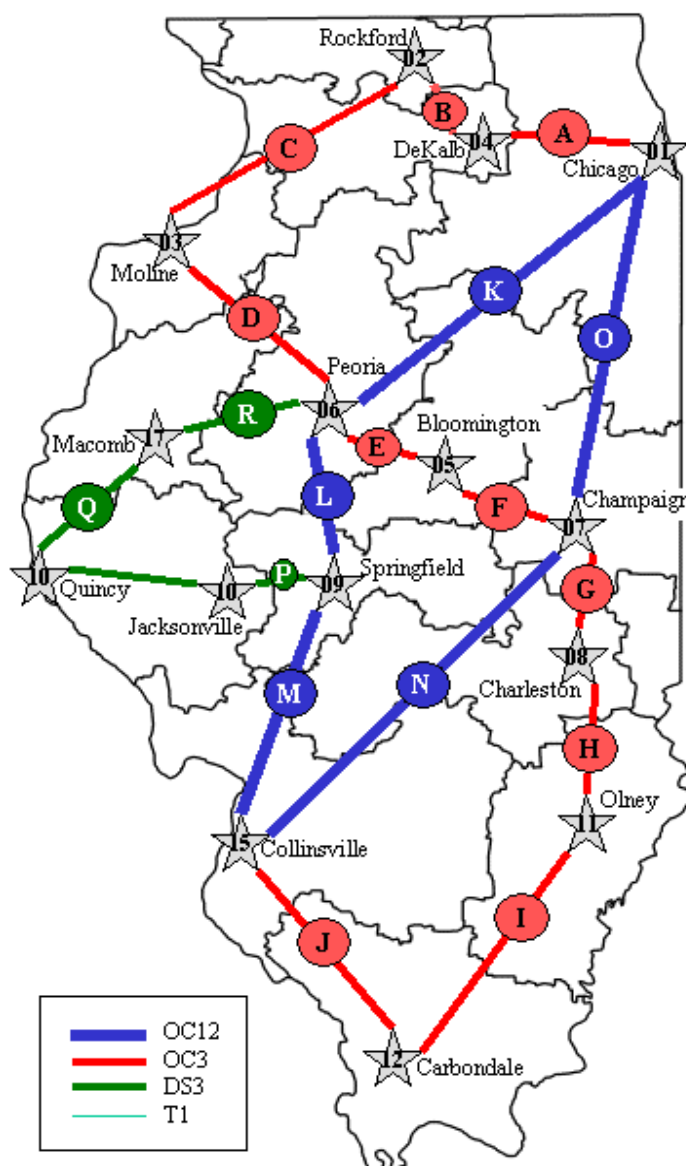 Rockford
02
B
A
C
04
DeKalb
01
Chicago
03
Moline
K
D
O
Peoria
R
06
Bloomington
17
Macomb
E
05
L
Champaign
Q
F
07
P
Springfield
10
Quincy
10
09
G
Jacksonville
08
N
M
Charleston
H
Olney
11
15
Collinsville
I
J
12
Carbondale
OC12
OC3
DS3
T1